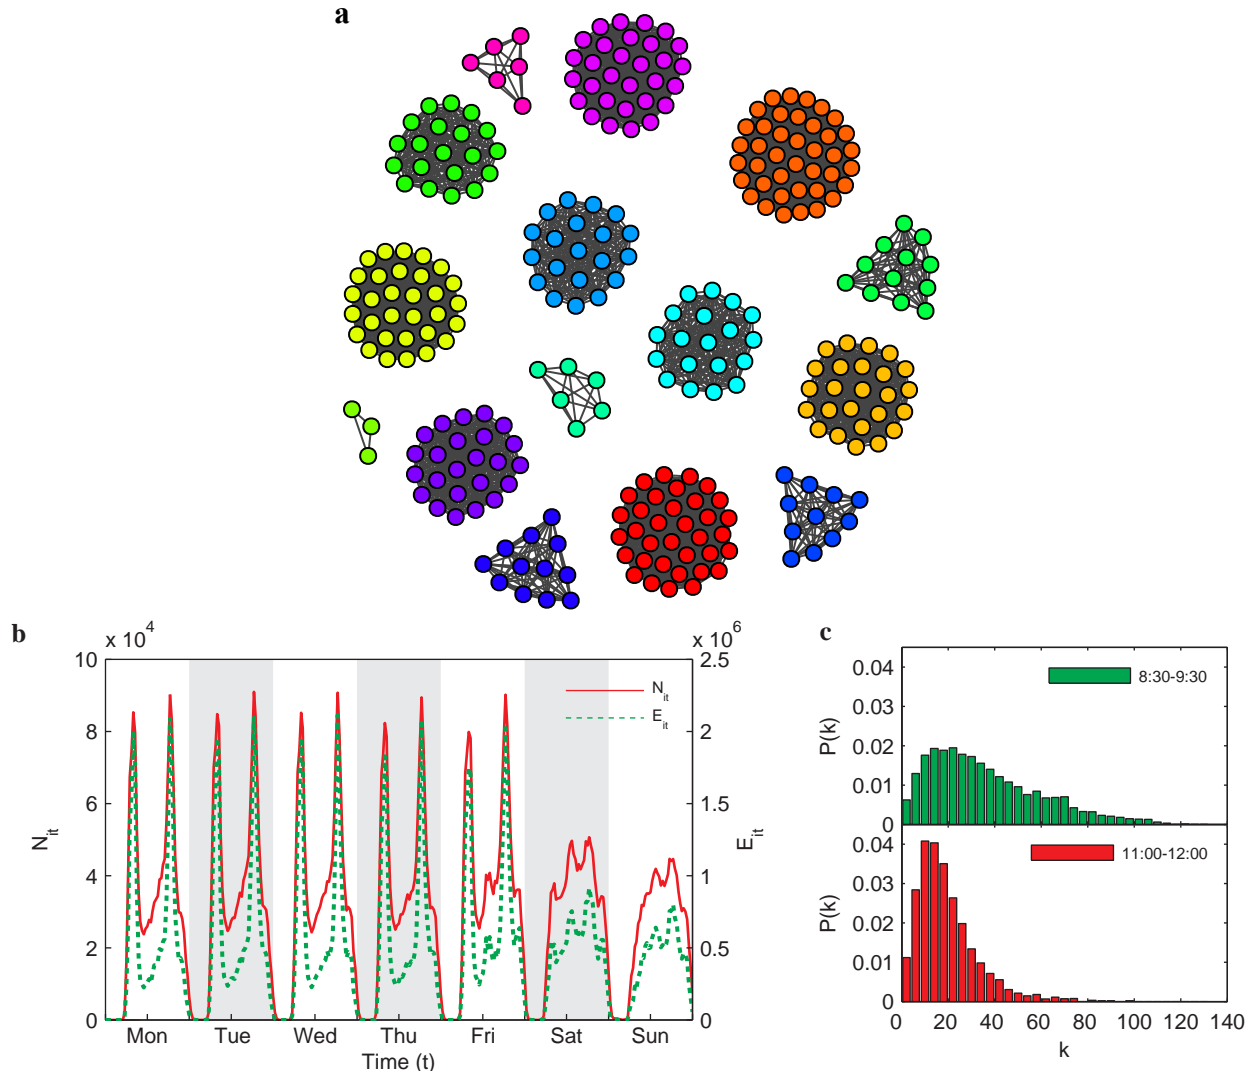 a
b
x 10^4
x 10^6
10
8
6
4
2
0
N_it
2.5
2
1.5
1
0.5
0
E_it
N_it
E_it
Mon Tue Wed Thu Fri Sat Sun
Time (t)
c
0.04
0.03
0.02
0.01
0
P(k)
8:30-9:30
0.04
0.03
0.02
0.01
0
P(k)
11:00-12:00
0 20 40 60 80 100 120 140
k